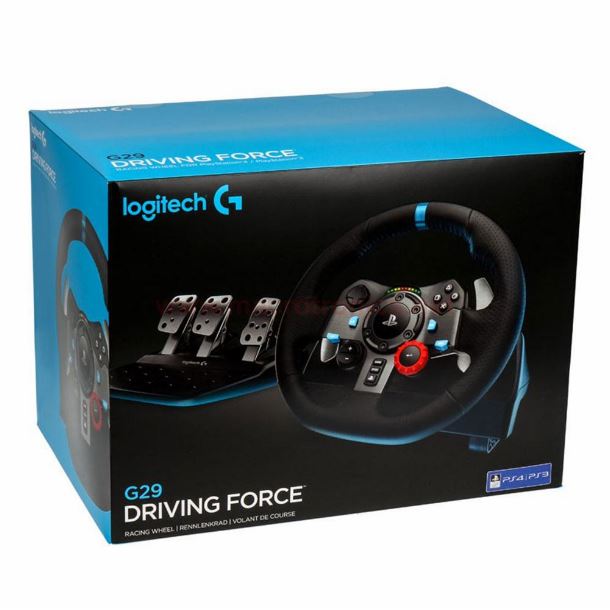 logitech G
G29
DRIVING FORCE
RACING WHEEL FOR PlayStation 4 / PlayStation 3
logitech G
G29
DRIVING FORCE™
RACING WHEEL | RENNLENKRAD | VOLANT DE COURSE
PS4 | PS3